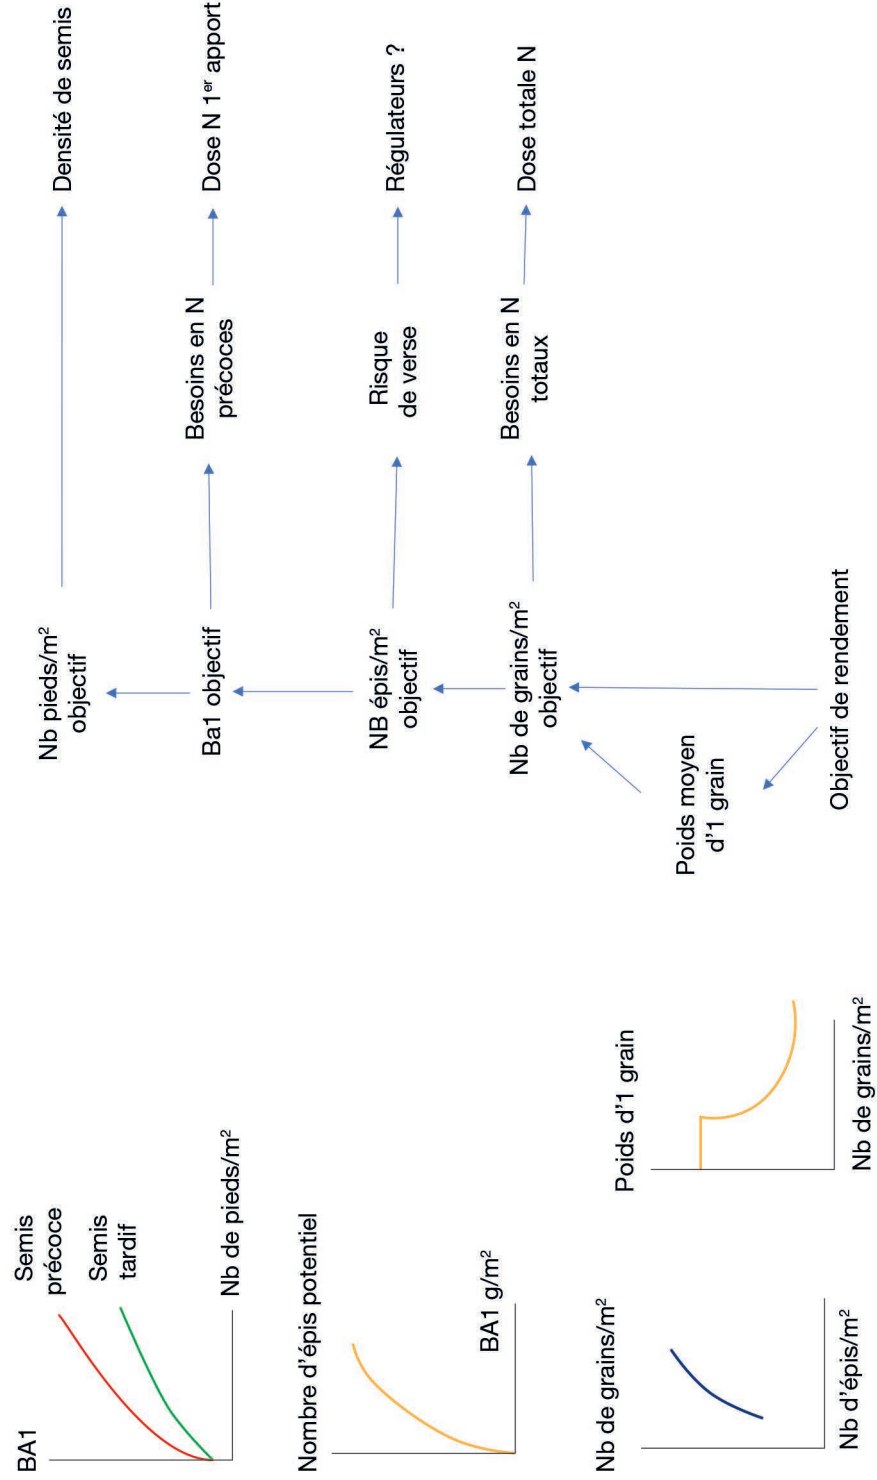 BA1
Semis
précoce
Semis
tardif
Nb de pieds/m²
Nombre d'épis potentiel
BA1 g/m²
Nb de grains/m²
Nb d'épis/m²
Poids d'1 grain
Nb de grains/m²
Nb pieds/m²
objectif
Densité de semis
Ba1 objectif
Besoins en N
précoces
Dose N 1er apport
NB épis/m²
objectif
Risque
de verse
Régulateurs ?
Nb de grains/m²
objectif
Besoins en N
totaux
Dose totale N
Poids moyen
d'1 grain
Objectif de rendement